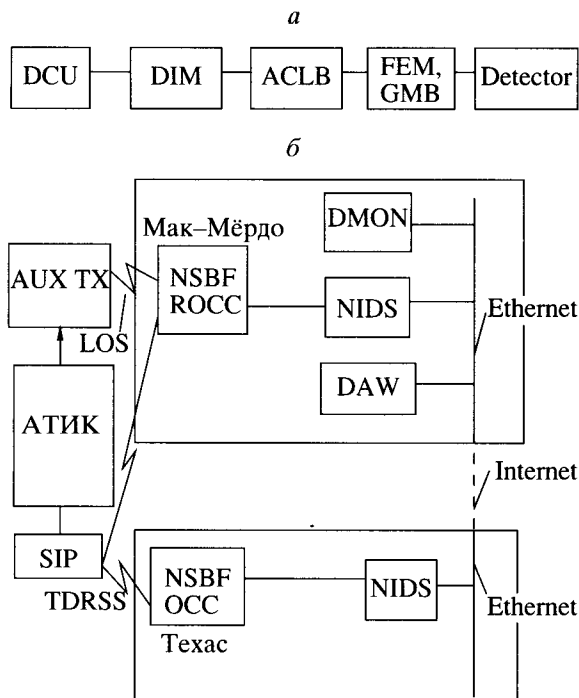 а
DCU
DIM
ACLB
FEM,
GMB
Detector
б
Мак–Мёрдо
DMON
AUX TX
NSBF
ROCC
NIDS
Ethernet
LOS
DAW
АТИК
Internet
SIP
NSBF
OCC
NIDS
TDRSS
Ethernet
Техас